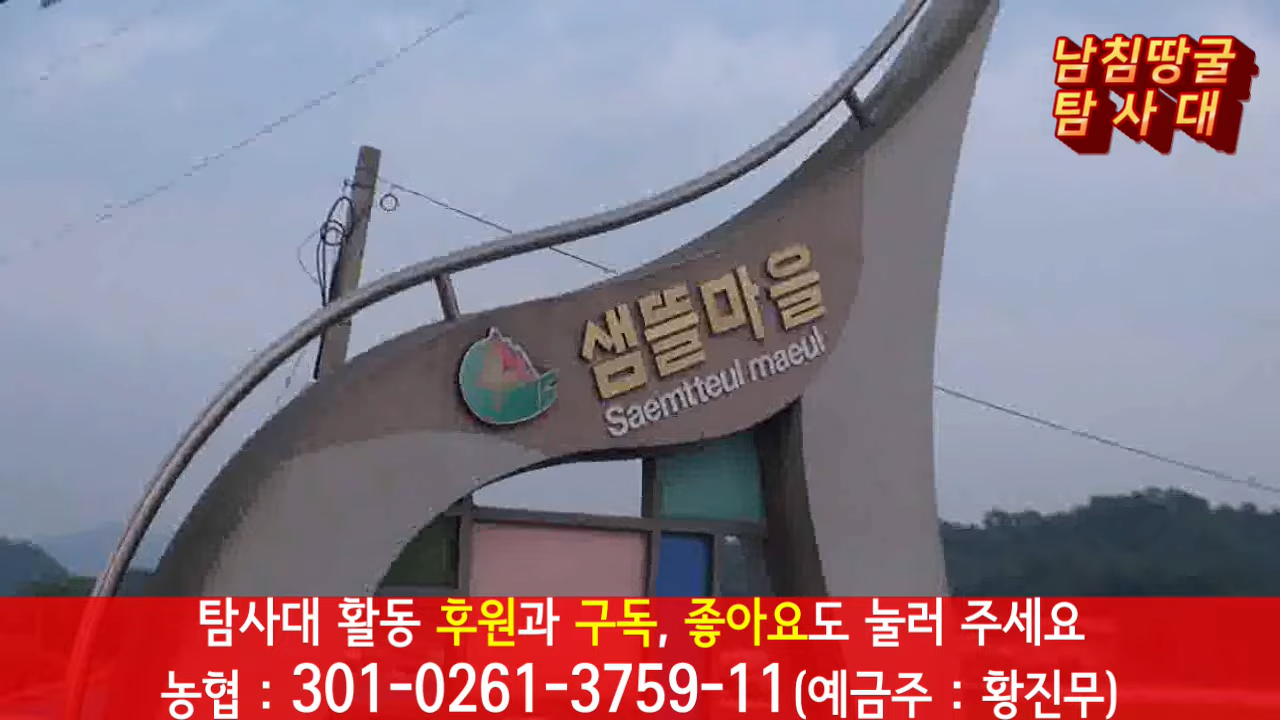 남침땅굴
탐사대
샘뜰마을
Saemtteul maeul
탐사대 활동 후원과 구독, 좋아요도 눌러 주세요
농협 : 301-0261-3759-11(예금주 : 황진무)